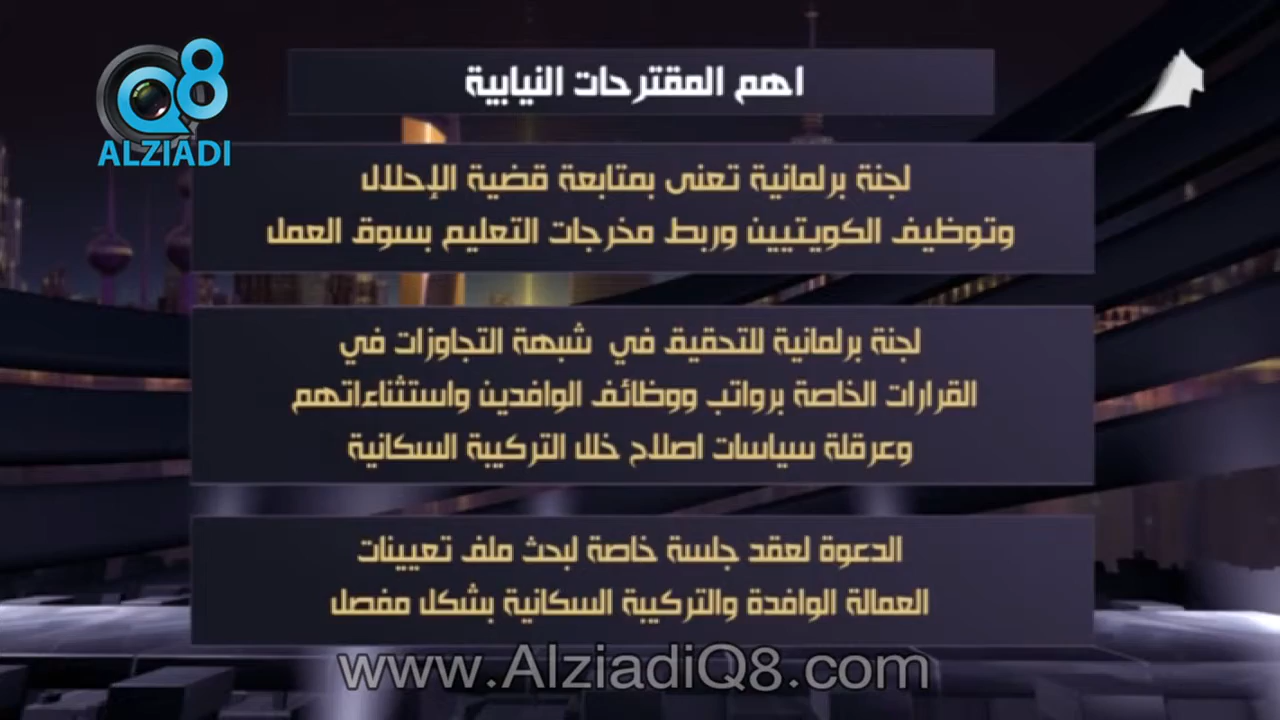 Q8
ALZIADI
اهم المقترحات النيابية
لجنة برلمانية تعنى بمتابعة قضية الإحلال
وتوظيف الكويتيين وربط مخرجات التعليم بسوق العمل
لجنة برلمانية للتحقيق في شبهة التجاوزات في
القرارات الخاصة برواتب ووظائف الوافدين واستثناءاتهم
وعرقلة سياسات اصلاح خلل التركيبة السكانية
الدعوة لعقد جلسة خاصة لبحث ملف تعيينات
العمالة الوافدة والتركيبة السكانية بشكل مفصل
www.AlziadiQ8.com